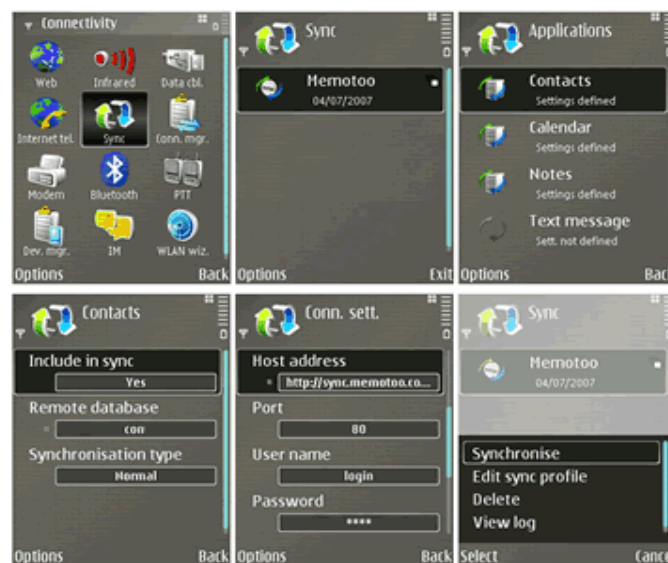 Connectivity
Web
Infrared
Data cbl.
Internet tel.
Sync
Conn. mgr.
Modem
Bluetooth
PTT
Dev. mgr.
IM
WLAN wiz.
Options Back
Sync
Memotoo
04/07/2007
Options Exit
Applications
Contacts
Settings defined
Calendar
Settings defined
Notes
Settings defined
Text message
Sett. not defined
Options Bac
Contacts
Include in sync
Yes
Remote database
con
Synchronisation type
Normal
Options Back
Conn. sett.
Host address
http://sync.memotoo.co...
Port
80
User name
login
Password
****
Options Back
Sync
Memotoo
04/07/2007
Synchronise
Edit sync profile
Delete
View log
Select Cance